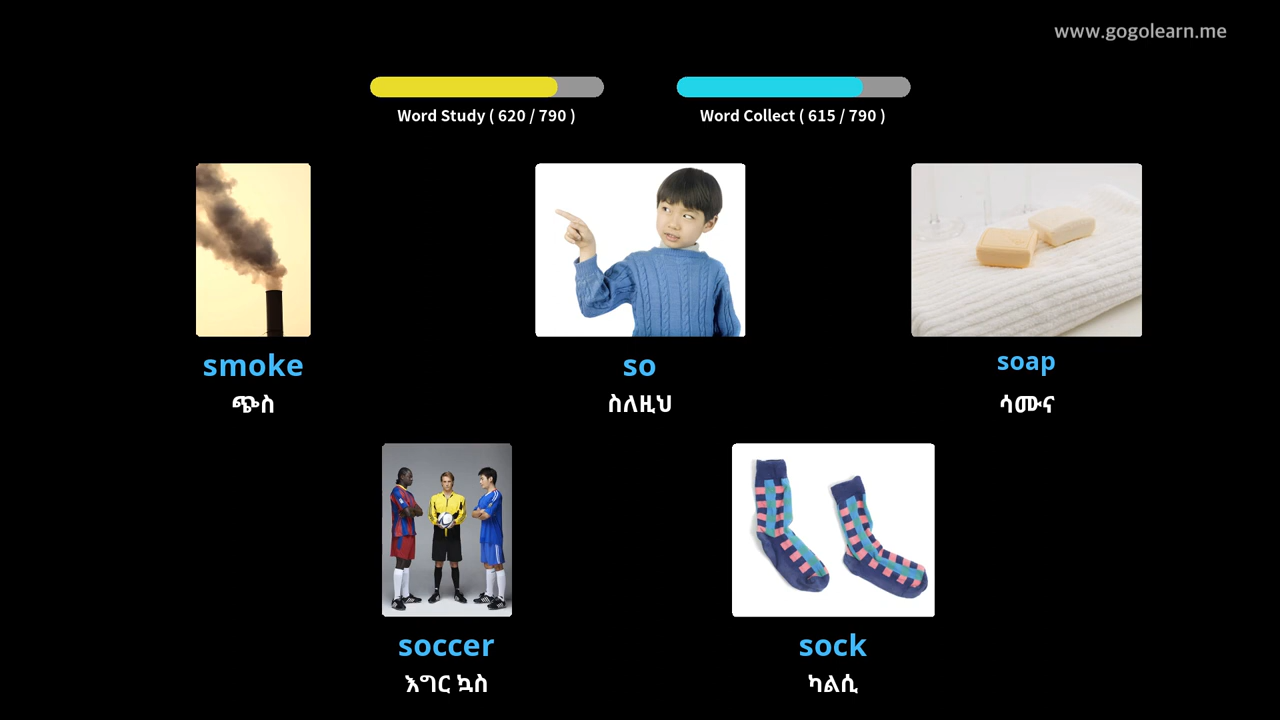 www.gogolearn.me
Word Study ( 620 / 790 )
Word Collect ( 615 / 790 )
smoke
ጭስ
so
ስለዚህ
soap
ሳሙና
soccer
እግር ኳስ
sock
ካልሲ